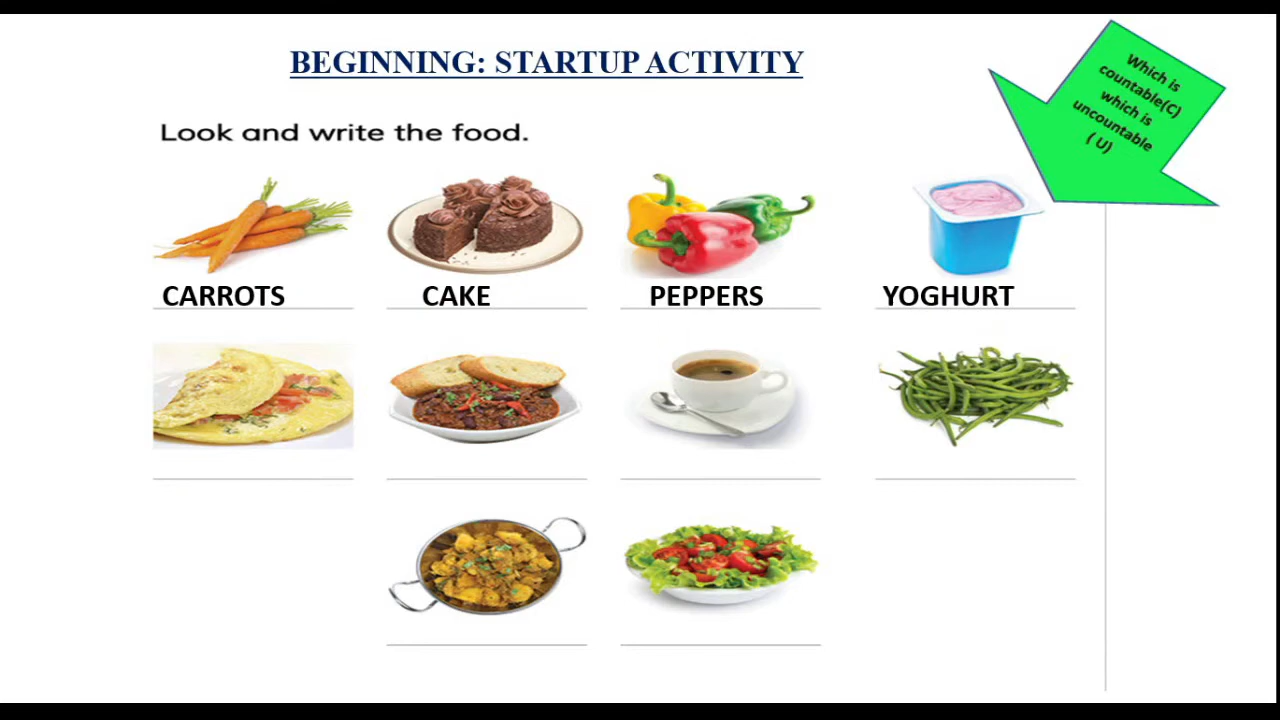 BEGINNING: STARTUP ACTIVITY
Which is
countable(C)
which is
uncountable
( U)
Look and write the food.
CARROTS
CAKE
PEPPERS
YOGHURT